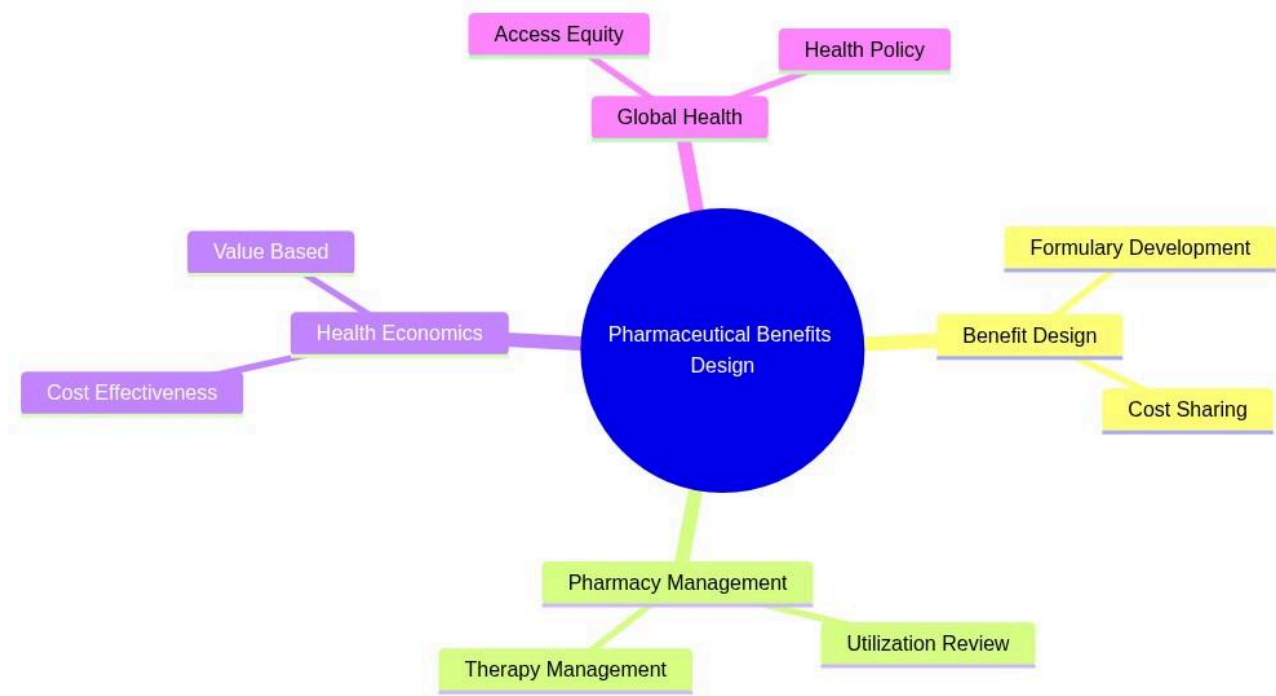 Access Equity
Health Policy
Global Health
Value Based
Formulary Development
Health Economics
Pharmaceutical Benefits
Design
Benefit Design
Cost Effectiveness
Cost Sharing
Pharmacy Management
Utilization Review
Therapy Management